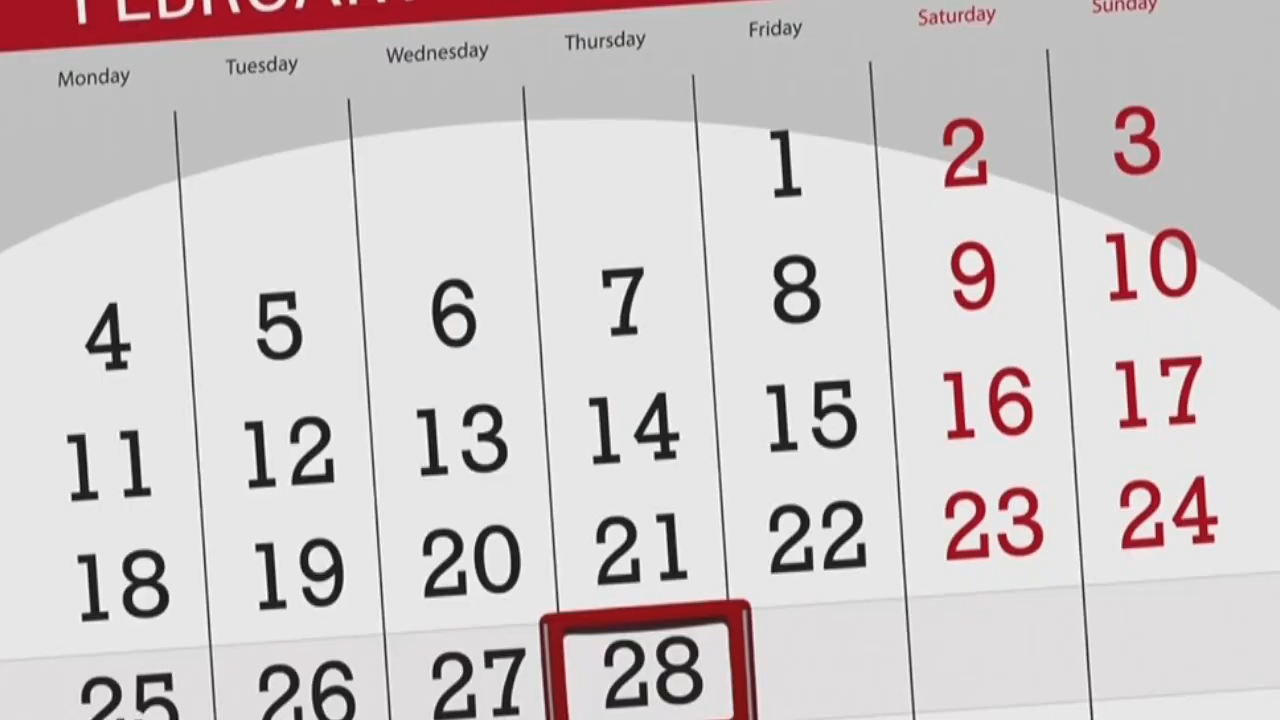 FEBRUARY
Monday Tuesday Wednesday Thursday Friday Saturday Sunday
1 2 3
4 5 6 7 8 9 10
11 12 13 14 15 16 17
18 19 20 21 22 23 24
25 26 27 28